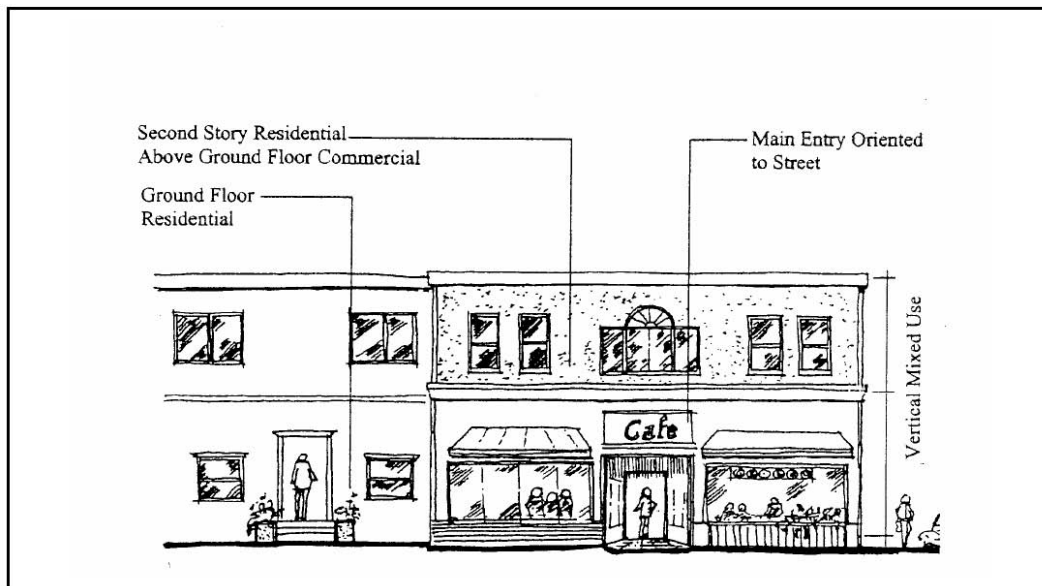 Second Story Residential
Above Ground Floor Commercial
Main Entry Oriented
to Street
Ground Floor
Residential
Cafe
Vertical Mixed Use